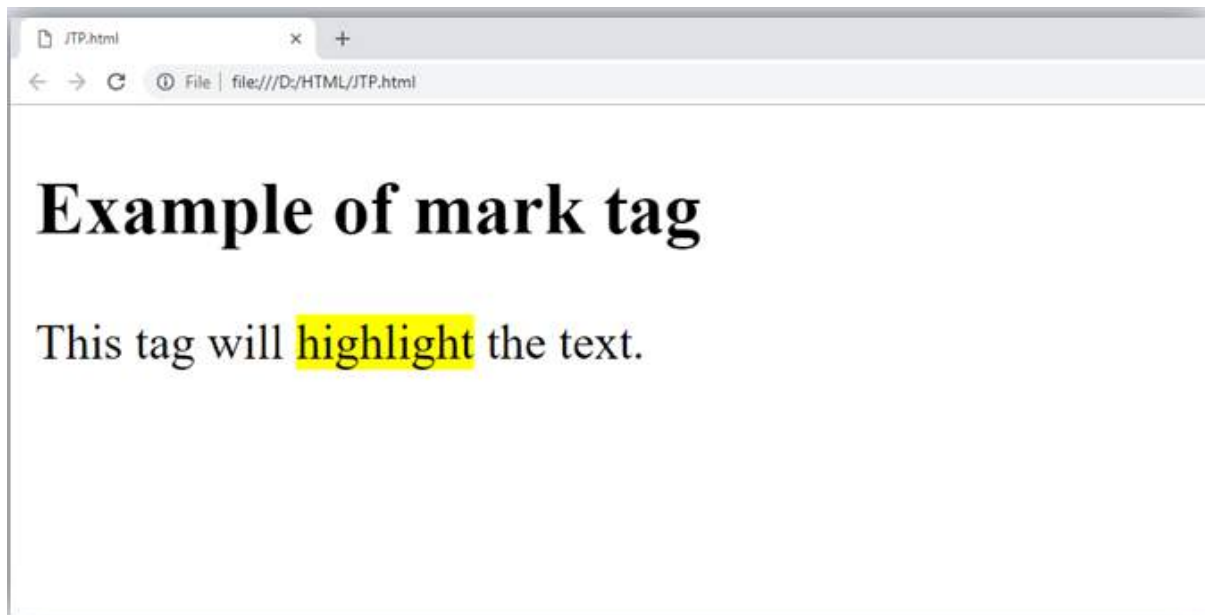 JTP.html
File | file:///D:/HTML/JTP.html
Example of mark tag
This tag will highlight the text.